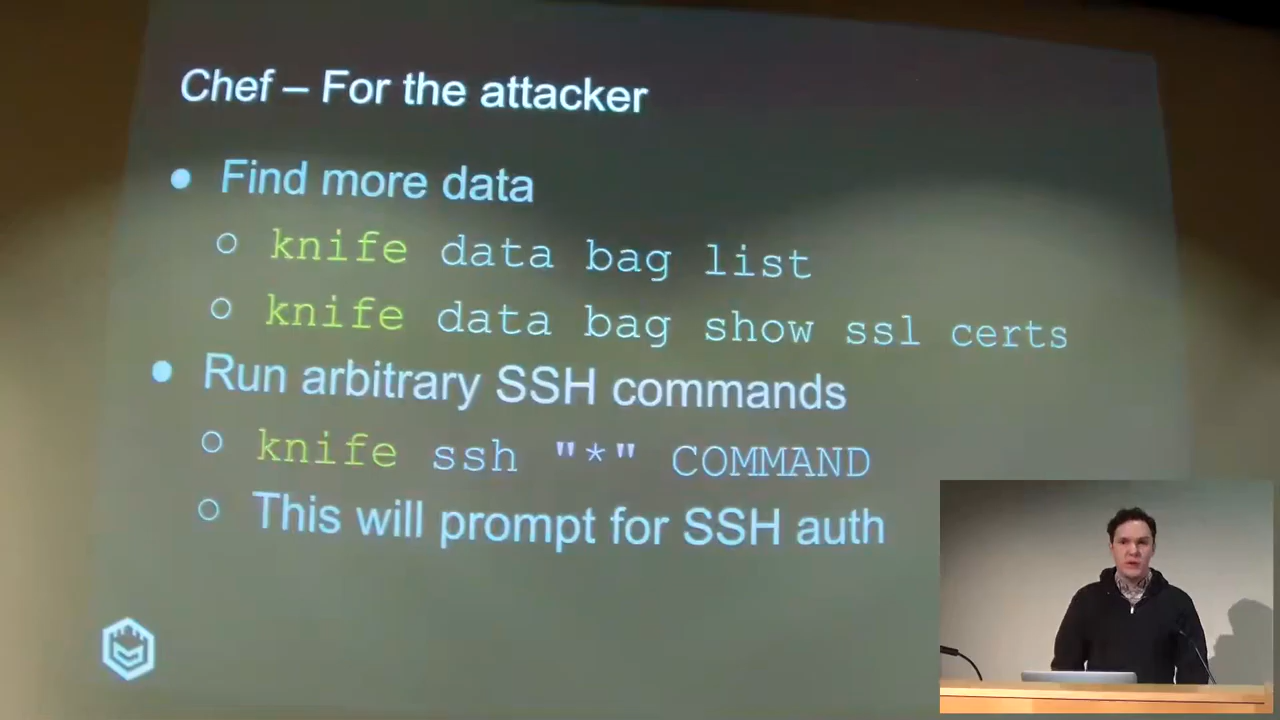 Chef – For the attacker
● Find more data
○ knife data bag list
○ knife data bag show ssl certs
● Run arbitrary SSH commands
○ knife ssh "*" COMMAND
○ This will prompt for SSH auth